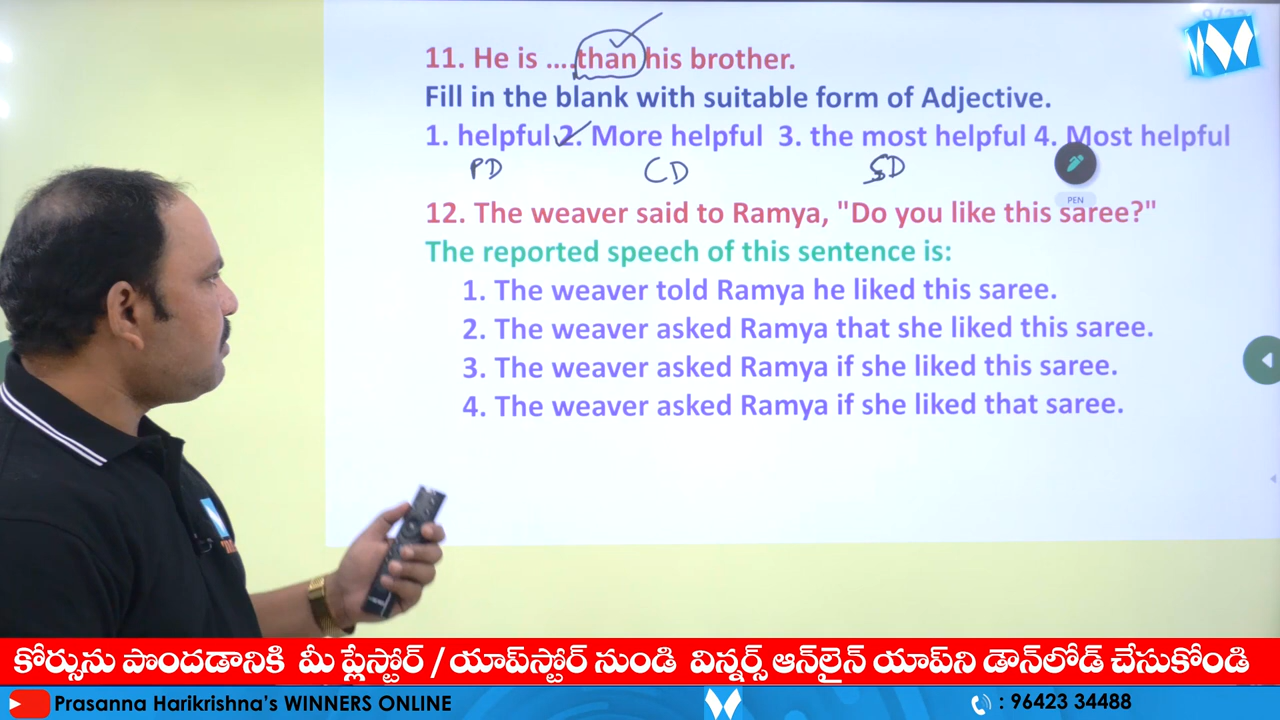 11. He is ....than his brother.
Fill in the blank with suitable form of Adjective.
1. helpful 2. More helpful 3. the most helpful 4. Most helpful
PD CD SD
PEN
12. The weaver said to Ramya, "Do you like this saree?"
The reported speech of this sentence is:
1. The weaver told Ramya he liked this saree.
2. The weaver asked Ramya that she liked this saree.
3. The weaver asked Ramya if she liked this saree.
4. The weaver asked Ramya if she liked that saree.
కోర్సును పొందడానికి మీ ప్లేస్టోర్ / యాప్‌స్టోర్ నుండి విన్నర్స్ ఆన్‌లైన్ యాప్‌ని డౌన్‌లోడ్ చేసుకోండి
Prasanna Harikrishna's WINNERS ONLINE : 96423 34488